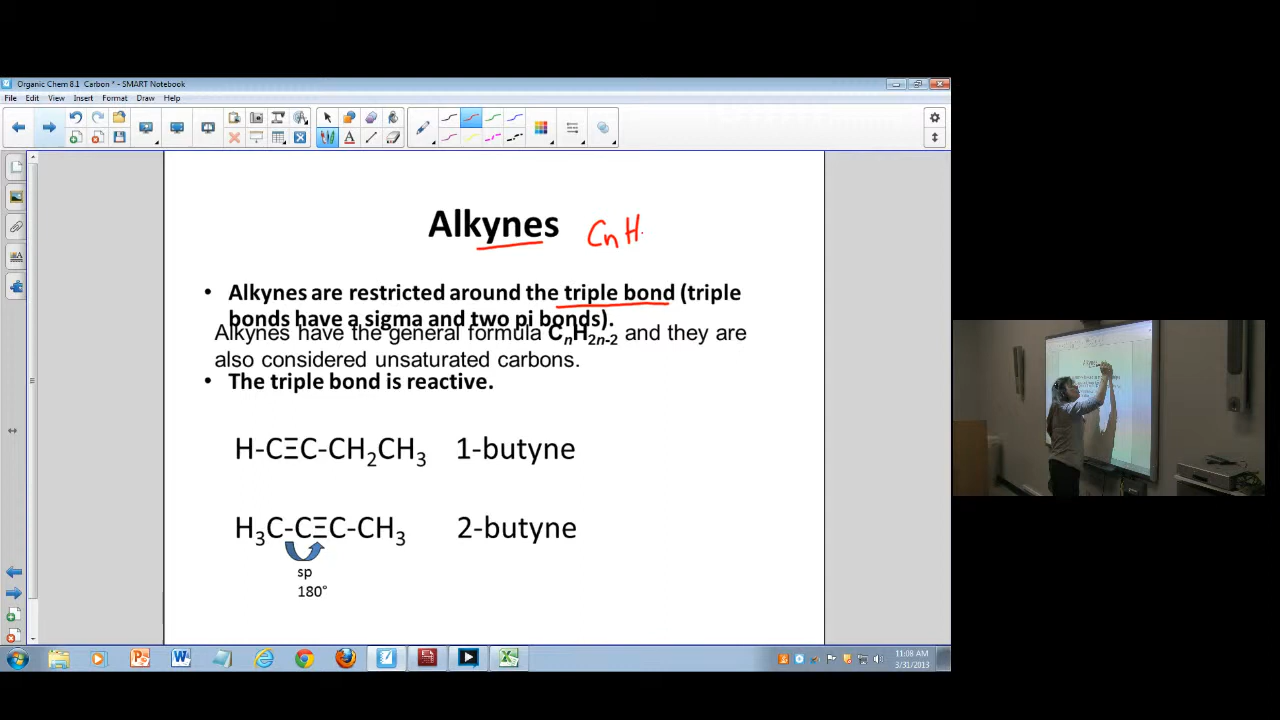 Organic Chem 8.1 Carbon * - SMART Notebook
File Edit View Insert Format Draw Help
Alkynes CnH
• Alkynes are restricted around the triple bond (triple
bonds have a sigma and two pi bonds).
Alkynes have the general formula CnH2n-2 and they are
also considered unsaturated carbons.
• The triple bond is reactive.
H-CΞC-CH2CH3 1-butyne
H3C-CΞC-CH3 2-butyne
sp
180°
11:09 AM
3/31/2013